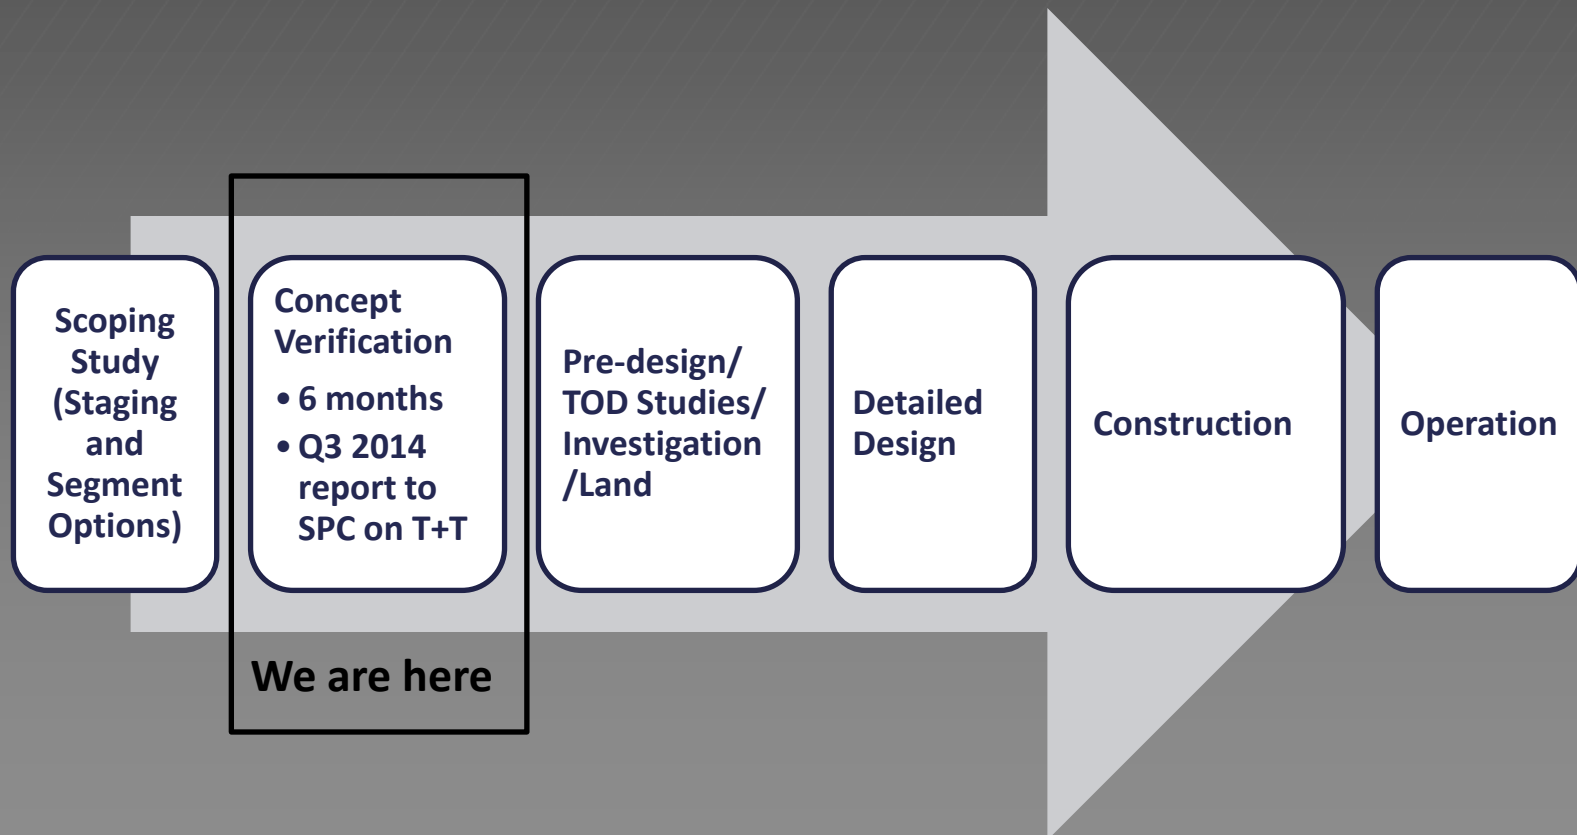 Scoping
Study
(Staging
and
Segment
Options)
Concept
Verification
• 6 months
• Q3 2014
report to
SPC on T+T
We are here
Pre-design/
TOD Studies/
Investigation
/Land
Detailed
Design
Construction
Operation